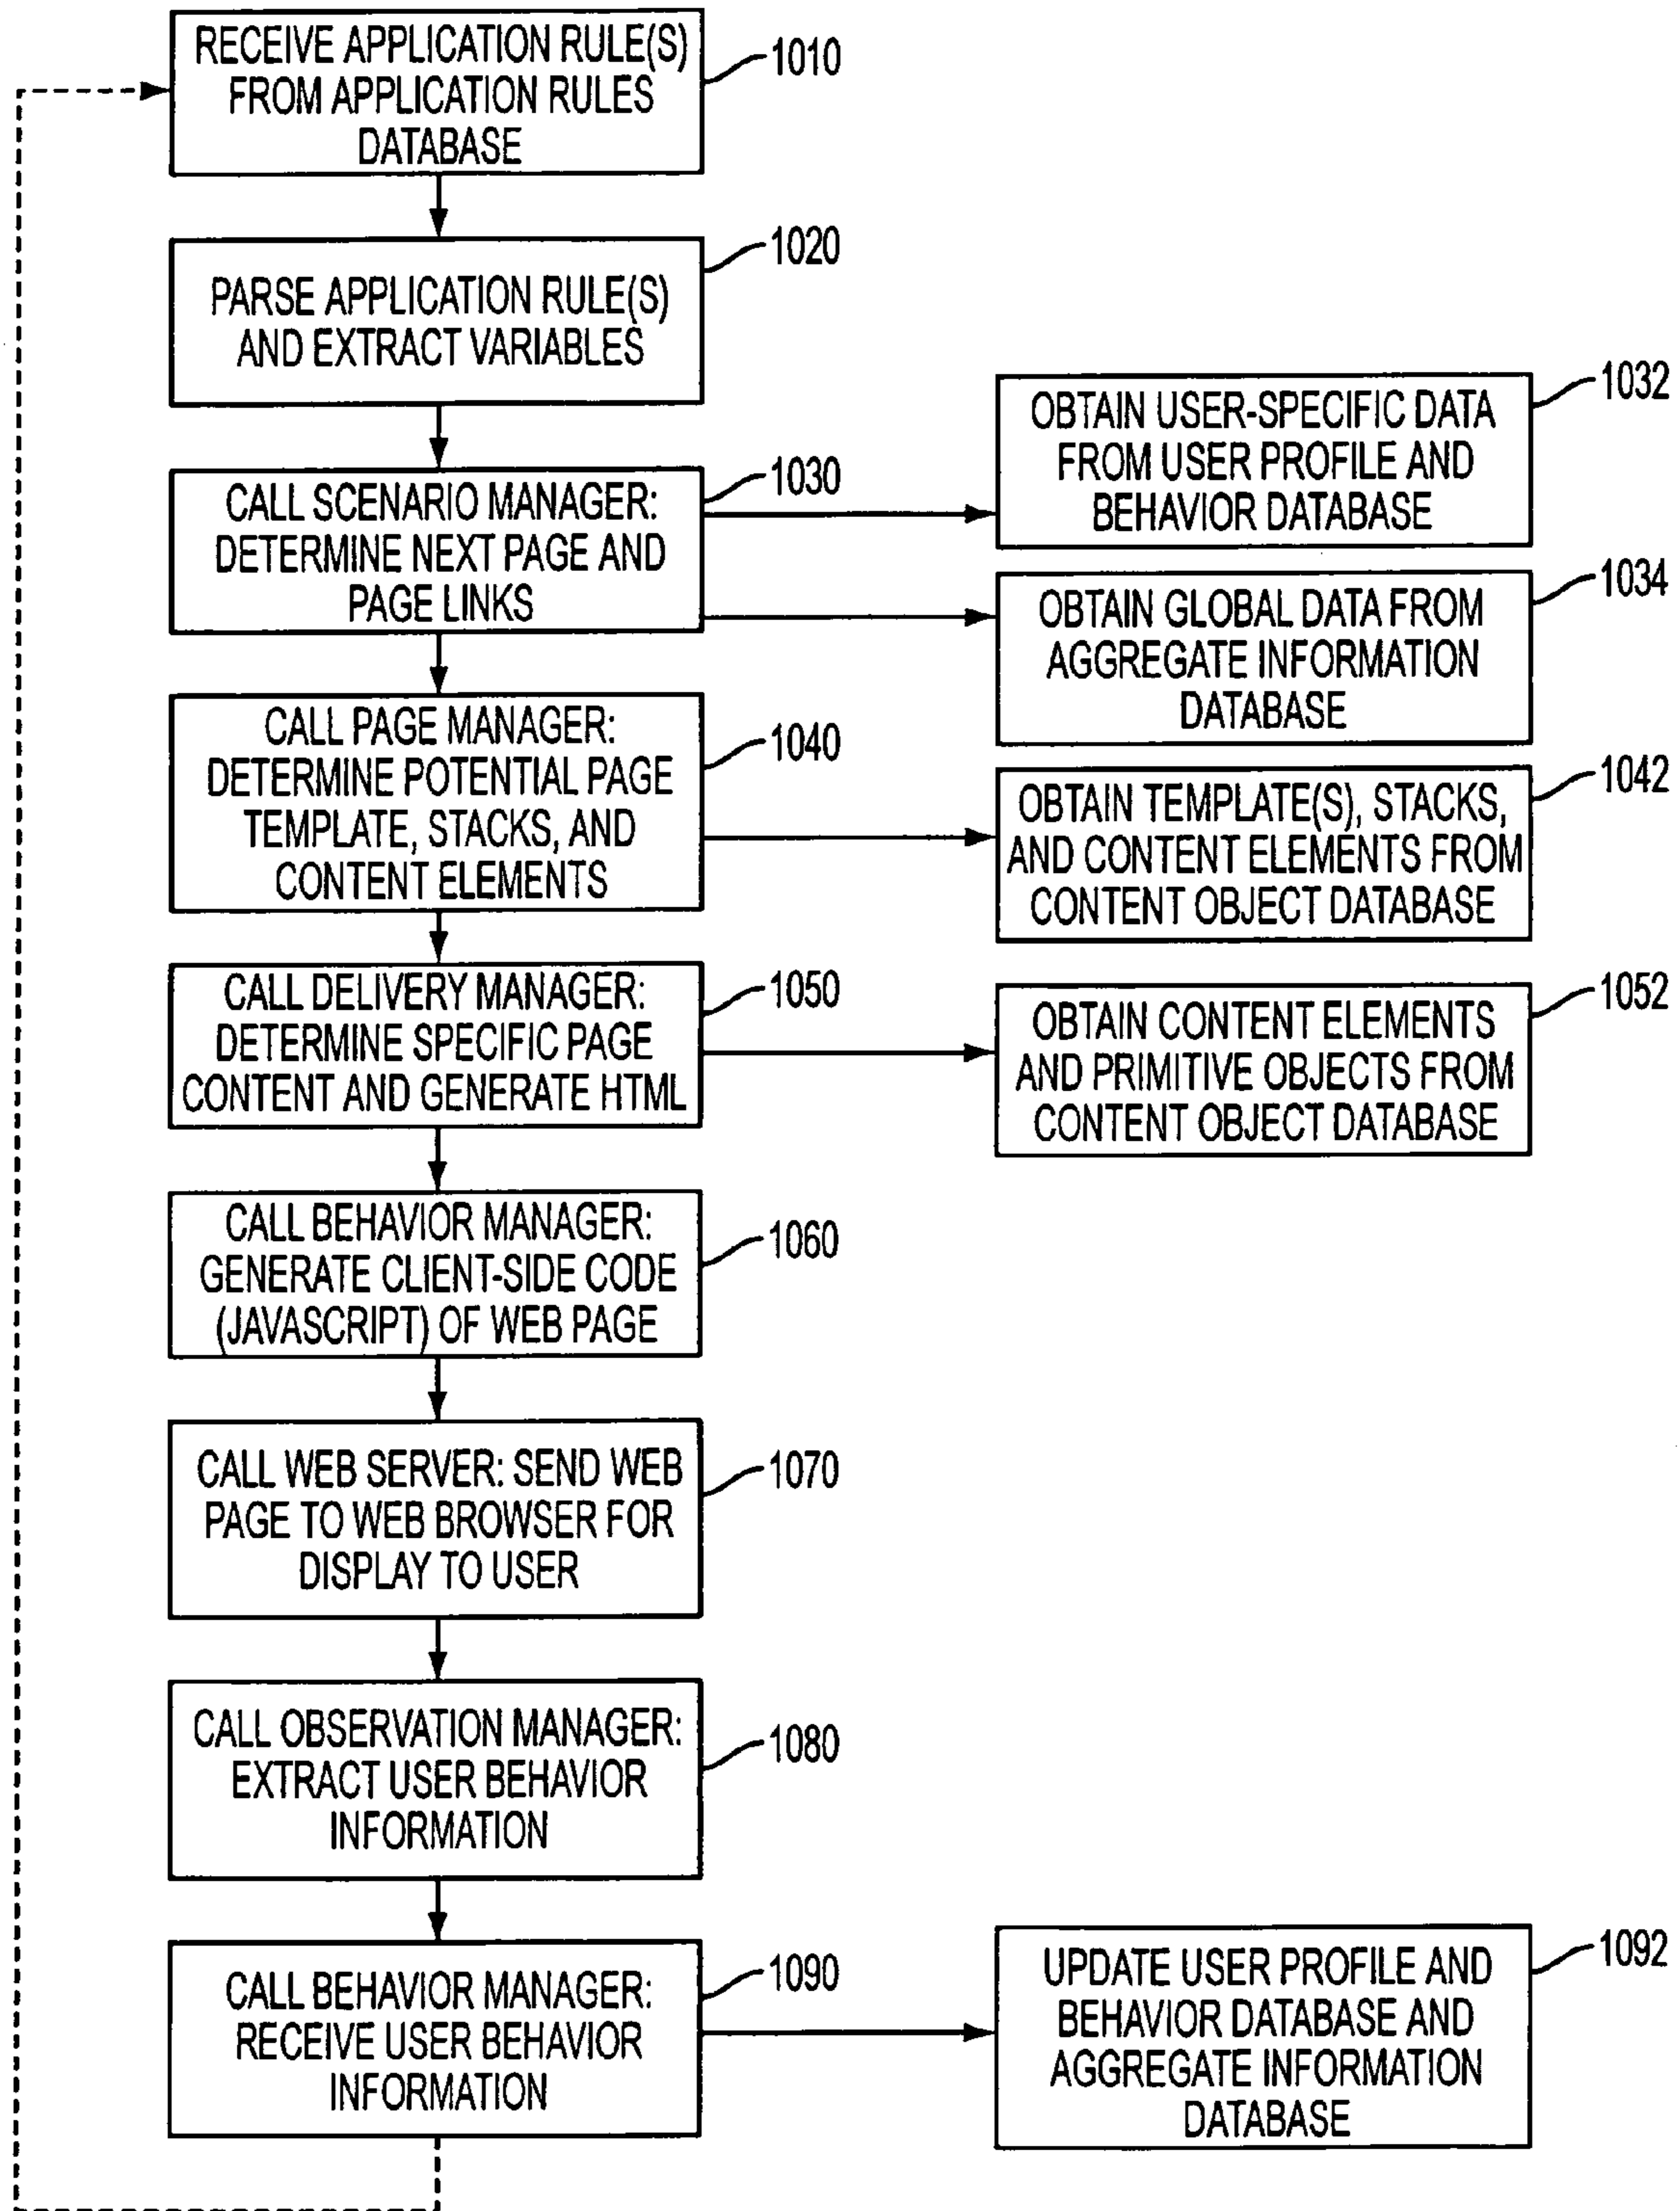 RECEIVE APPLICATION RULE(S)
FROM APPLICATION RULES
DATABASE
1010
PARSE APPLICATION RULE(S)
AND EXTRACT VARIABLES
1020
CALL SCENARIO MANAGER:
DETERMINE NEXT PAGE AND
PAGE LINKS
1030
OBTAIN USER-SPECIFIC DATA
FROM USER PROFILE AND
BEHAVIOR DATABASE
1032
OBTAIN GLOBAL DATA FROM
AGGREGATE INFORMATION
DATABASE
1034
CALL PAGE MANAGER:
DETERMINE POTENTIAL PAGE
TEMPLATE, STACKS, AND
CONTENT ELEMENTS
1040
OBTAIN TEMPLATE(S), STACKS,
AND CONTENT ELEMENTS FROM
CONTENT OBJECT DATABASE
1042
CALL DELIVERY MANAGER:
DETERMINE SPECIFIC PAGE
CONTENT AND GENERATE HTML
1050
OBTAIN CONTENT ELEMENTS
AND PRIMITIVE OBJECTS FROM
CONTENT OBJECT DATABASE
1052
CALL BEHAVIOR MANAGER:
GENERATE CLIENT-SIDE CODE
(JAVASCRIPT) OF WEB PAGE
1060
CALL WEB SERVER: SEND WEB
PAGE TO WEB BROWSER FOR
DISPLAY TO USER
1070
CALL OBSERVATION MANAGER:
EXTRACT USER BEHAVIOR
INFORMATION
1080
CALL BEHAVIOR MANAGER:
RECEIVE USER BEHAVIOR
INFORMATION
1090
UPDATE USER PROFILE AND
BEHAVIOR DATABASE AND
AGGREGATE INFORMATION
DATABASE
1092